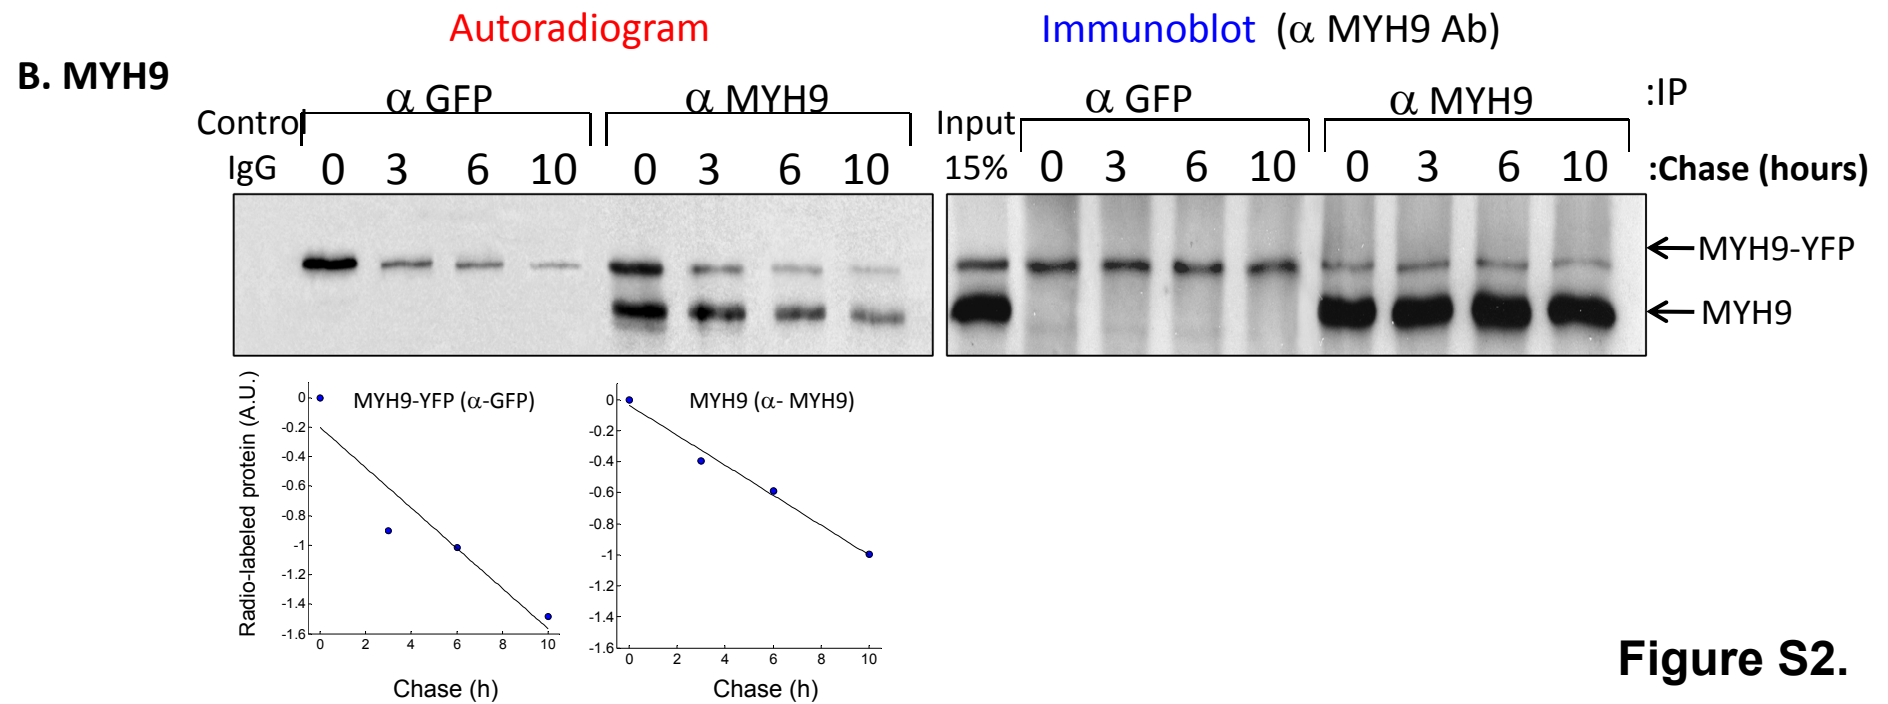 Autoradiogram
Immunoblot (α MYH9 Ab)
B. MYH9
α GFP
α MYH9
α GFP
α MYH9
:IP
Control
Input
IgG 0 3 6 10 0 3 6 10
15% 0 3 6 10 0 3 6 10 :Chase (hours)
MYH9-YFP
MYH9
Radio-labeled protein (A.U.)
MYH9-YFP (α-GFP)
0
-0.2
-0.4
-0.6
-0.8
-1
-1.2
-1.4
-1.6
0 2 4 6 8 10
Chase (h)
MYH9 (α- MYH9)
0
-0.2
-0.4
-0.6
-0.8
-1
-1.2
-1.4
-1.6
0 2 4 6 8 10
Chase (h)
Figure S2.